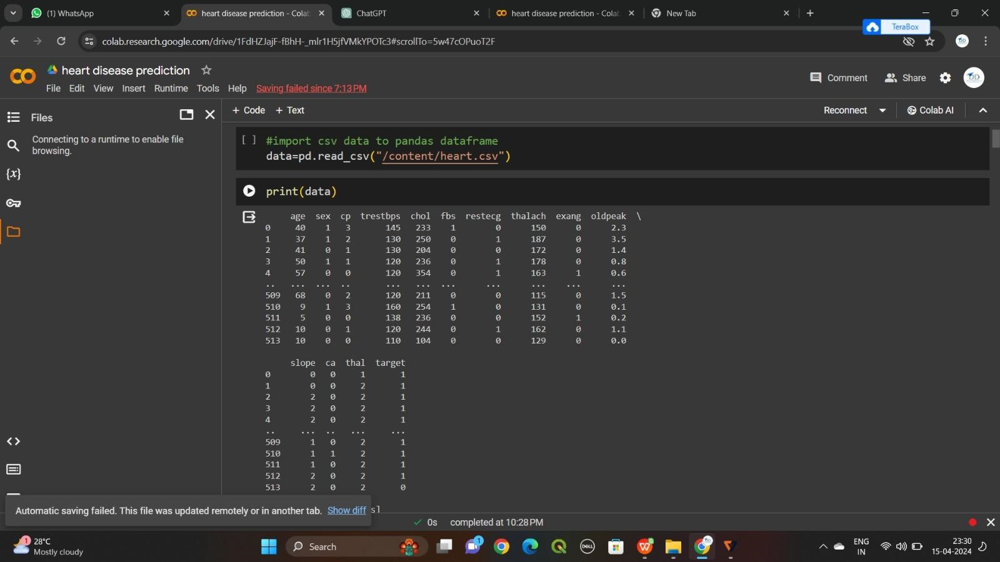 (1) WhatsApp
heart disease prediction - Colab
ChatGPT
heart disease prediction - Colab
New Tab
TeraBox
colab.research.google.com/drive/1FdHZJajF-fBhH-_mlr1H5jfVMkYPOTc3#scrollTo=5w47cOPuoT2F
heart disease prediction
Comment
Share
DD
File Edit View Insert Runtime Tools Help Saving failed since 7:13 PM
Files
+ Code + Text
Reconnect
Colab AI
Connecting to a runtime to enable file
browsing.
{x}
[ ] #import csv data to pandas dataframe
data=pd.read_csv("/content/heart.csv")
print(data)
age sex cp trestbps chol fbs restecg thalach exang oldpeak \
0 40 1 3 145 233 1 0 150 0 2.3
1 37 1 2 130 250 0 1 187 0 3.5
2 41 0 1 130 204 0 0 172 0 1.4
3 50 1 1 120 236 0 1 178 0 0.8
4 57 0 0 120 354 0 1 163 1 0.6
.. ... ... .. ... ... ... ... ... ... ...
509 68 0 2 120 211 0 0 115 0 1.5
510 9 1 3 160 254 1 0 131 0 0.1
511 5 0 0 138 236 0 0 152 1 0.2
512 10 0 1 120 244 0 1 162 0 1.1
513 10 0 0 110 104 0 0 129 0 0.0
slope ca thal target
0 0 0 1 1
1 0 0 2 1
2 2 0 2 1
3 2 0 2 1
4 2 0 2 1
.. ... .. ... ...
509 1 0 2 1
510 1 1 2 1
511 1 0 2 1
512 2 0 2 1
513 2 0 2 0
s]
Automatic saving failed. This file was updated remotely or in another tab. Show diff
0s completed at 10:28 PM
1
28°C
Mostly cloudy
Search
1
DELL
ENG
IN
23:30
15-04-2024